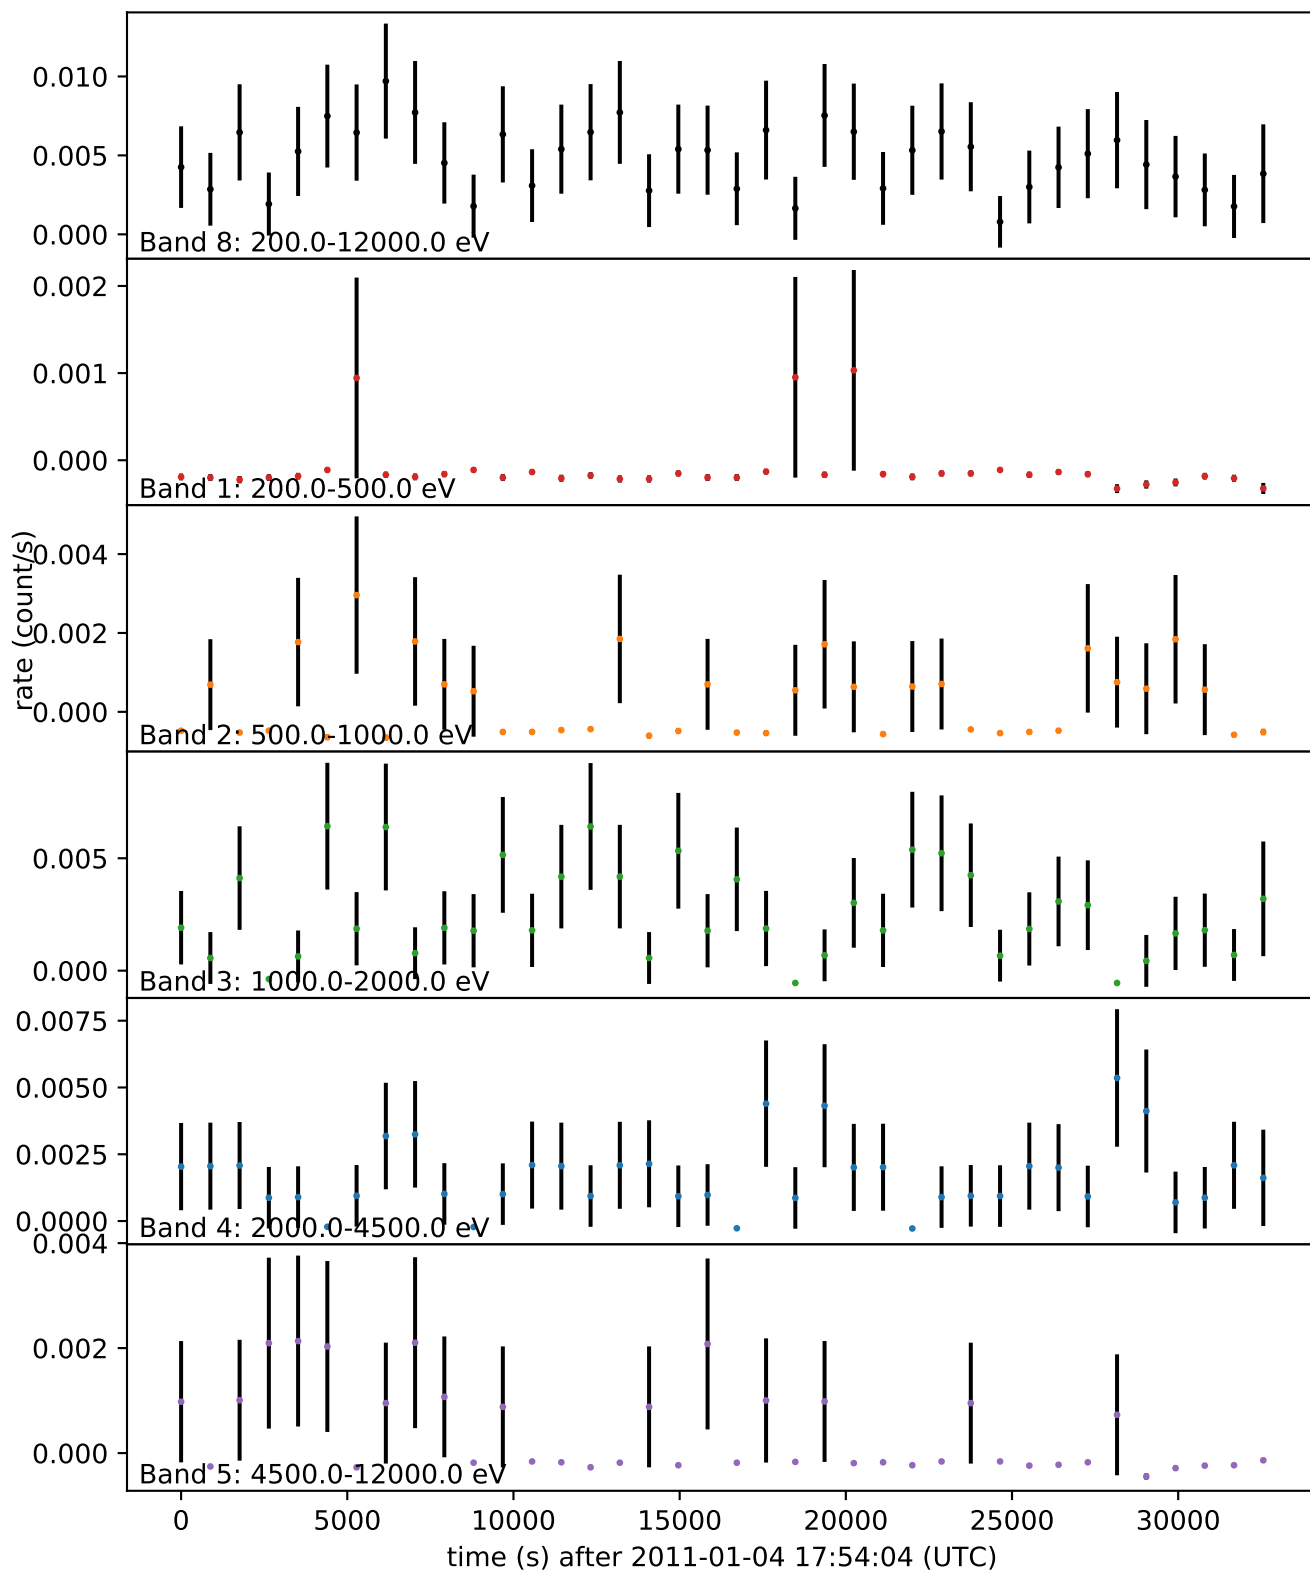 0.010
0.005
0.000
Band 8: 200.0-12000.0 eV
0.002
0.001
0.000
Band 1: 200.0-500.0 eV
rate (count/s)
0.004
0.002
0.000
Band 2: 500.0-1000.0 eV
0.005
0.000
Band 3: 1000.0-2000.0 eV
0.0075
0.0050
0.0025
0.0000
Band 4: 2000.0-4500.0 eV
0.004
0.002
0.000
Band 5: 4500.0-12000.0 eV
0 5000 10000 15000 20000 25000 30000
time (s) after 2011-01-04 17:54:04 (UTC)